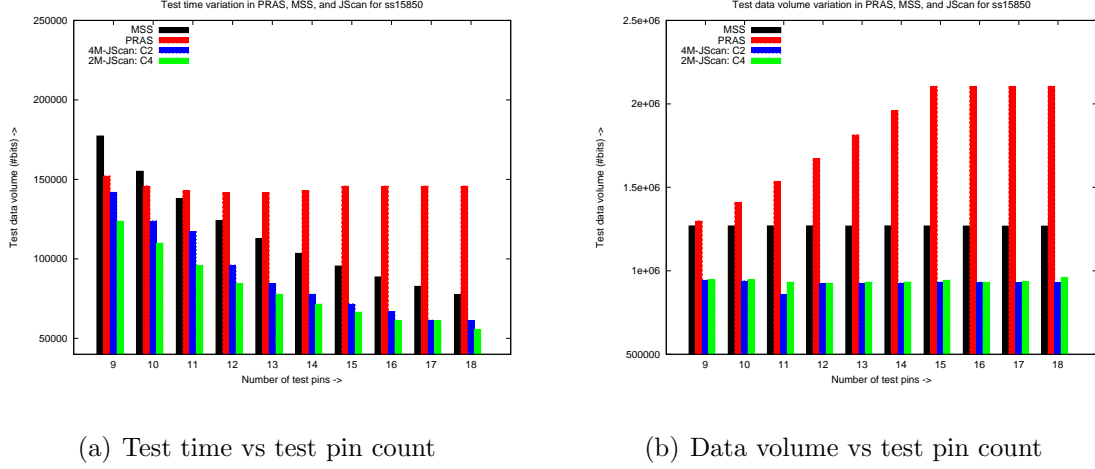 Test time variation in PRAS, MSS, and JScan for ss15850
250000
200000
150000
100000
50000
Test data volume (#bits) ->
MSS
PRAS
4M-JScan: C2
2M-JScan: C4
9 10 11 12 13 14 15 16 17 18
Number of test pins ->
(a) Test time vs test pin count
Test data volume variation in PRAS, MSS, and JScan for ss15850
2.5e+06
2e+06
1.5e+06
1e+06
500000
Test data volume (#bits) ->
MSS
PRAS
4M-JScan: C2
2M-JScan: C4
9 10 11 12 13 14 15 16 17 18
Number of test pins ->
(b) Data volume vs test pin count